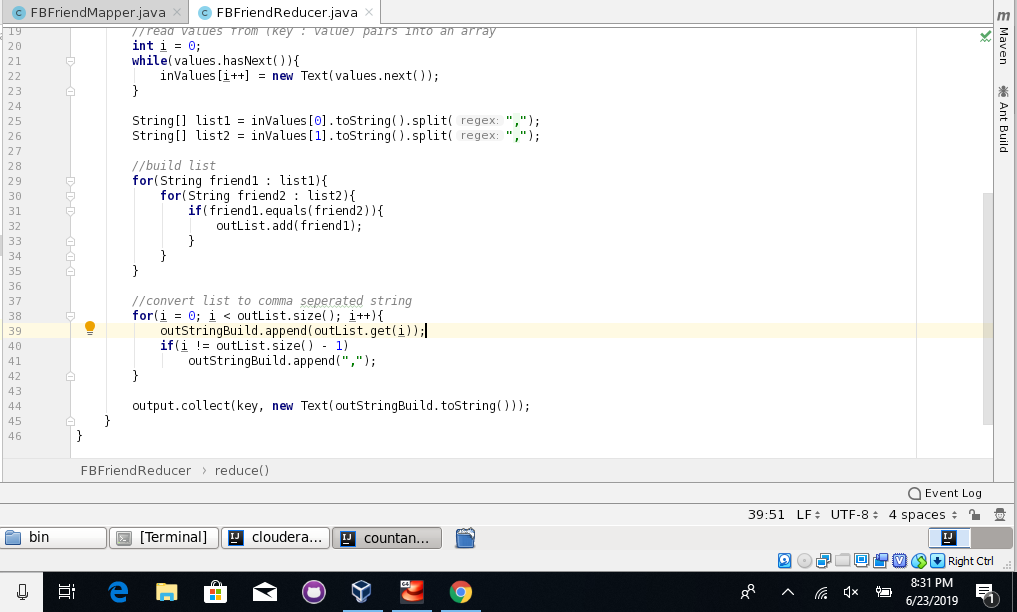 FBFriendMapper.java
FBFriendReducer.java
19 //read values from (key : value) pairs into an array
20 int i = 0;
21 while(values.hasNext()){
22 inValues[i++] = new Text(values.next());
23 }
24
25 String[] list1 = inValues[0].toString().split( regex: ",");
26 String[] list2 = inValues[1].toString().split( regex: ",");
27
28 //build list
29 for(String friend1 : list1){
30 for(String friend2 : list2){
31 if(friend1.equals(friend2)){
32 outList.add(friend1);
33 }
34 }
35 }
36
37 //convert list to comma seperated string
38 for(i = 0; i < outList.size(); i++){
39 outStringBuild.append(outList.get(i));
40 if(i != outList.size() - 1)
41 outStringBuild.append(",");
42 }
43
44 output.collect(key, new Text(outStringBuild.toString()));
45 }
46 }
m
Maven
Ant Build
FBFriendReducer › reduce()
Event Log
39:51 LF UTF-8 4 spaces
bin
[Terminal]
cloudera...
countan...
Right Ctrl
8:31 PM
6/23/2019
1